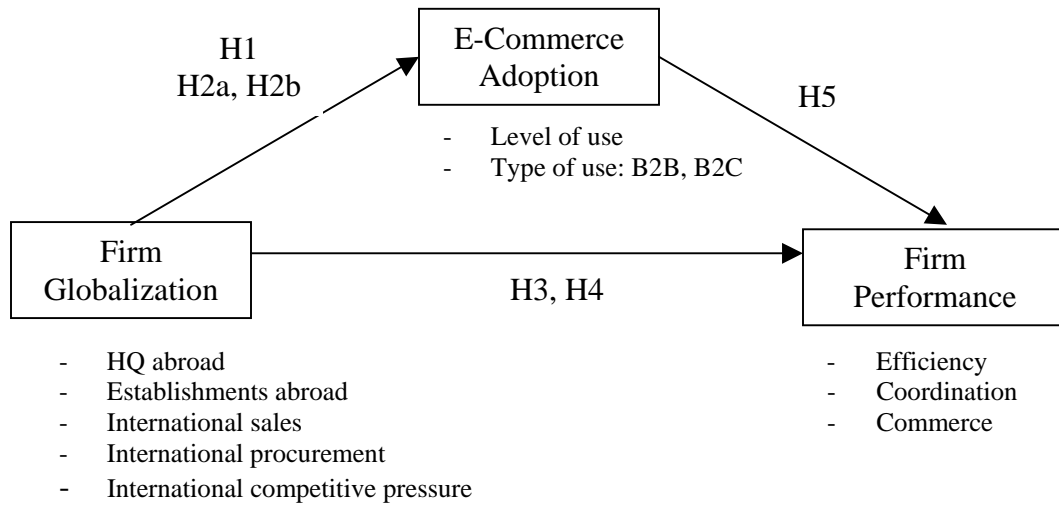 E-Commerce
Adoption
H1
H2a, H2b
H5
- Level of use
- Type of use: B2B, B2C
Firm
Globalization
H3, H4
Firm
Performance
- HQ abroad
- Establishments abroad
- International sales
- International procurement
- International competitive pressure
- Efficiency
- Coordination
- Commerce